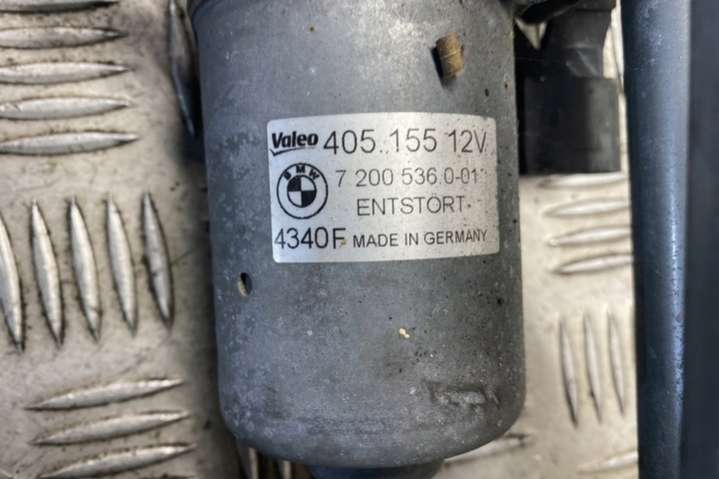 Valeo 405.155 12V
BMW 7 200 536.0-01
ENTSTÖRT
4340F MADE IN GERMANY